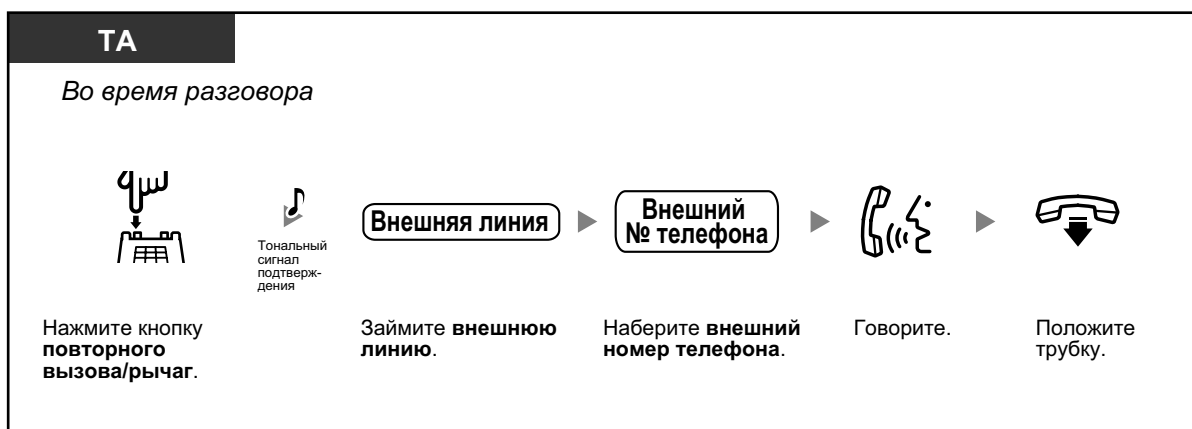 ТА
Во время разговора
Тональный
сигнал
подтверж-
дения
Внешняя линия
Внешний
№ телефона
Нажмите кнопку
повторного
вызова/рычаг.
Займите внешнюю
линию.
Наберите внешний
номер телефона.
Говорите.
Положите
трубку.